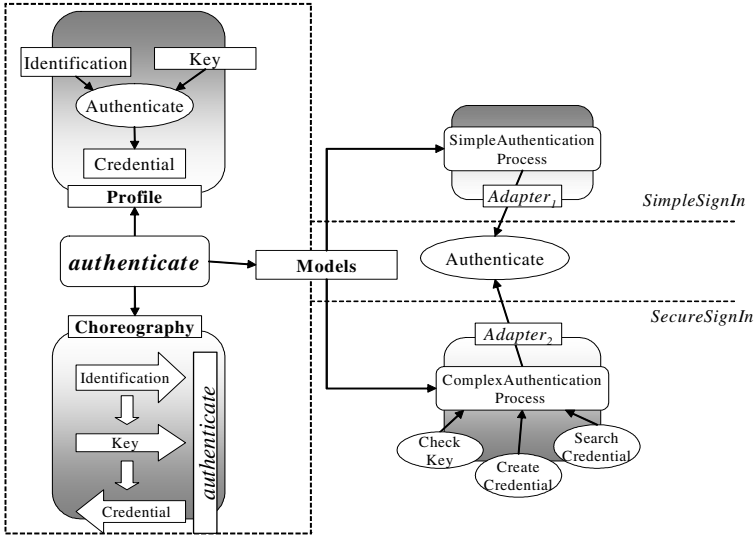 Identification
Key
Authenticate
Credential
Profile
authenticate
Models
Choreography
Identification
Key
Credential
authenticate
SimpleAuthentication
Process
Adapter1
SimpleSignIn
Authenticate
SecureSignIn
Adapter2
ComplexAuthentication
Process
Check
Key
Create
Credential
Search
Credential